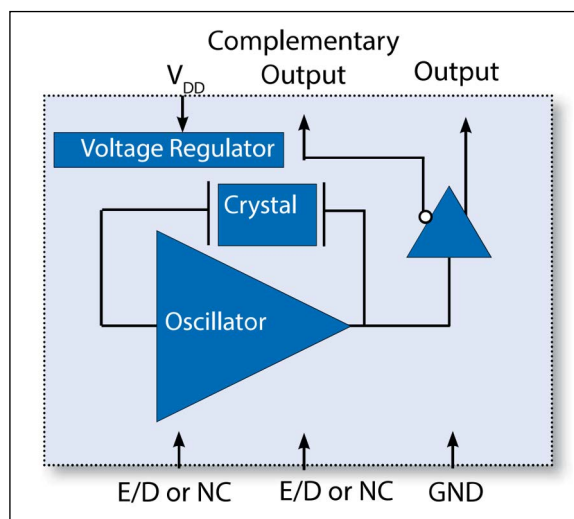 Complementary
V_DD Output Output
Voltage Regulator
Crystal
Oscillator
E/D or NC E/D or NC GND